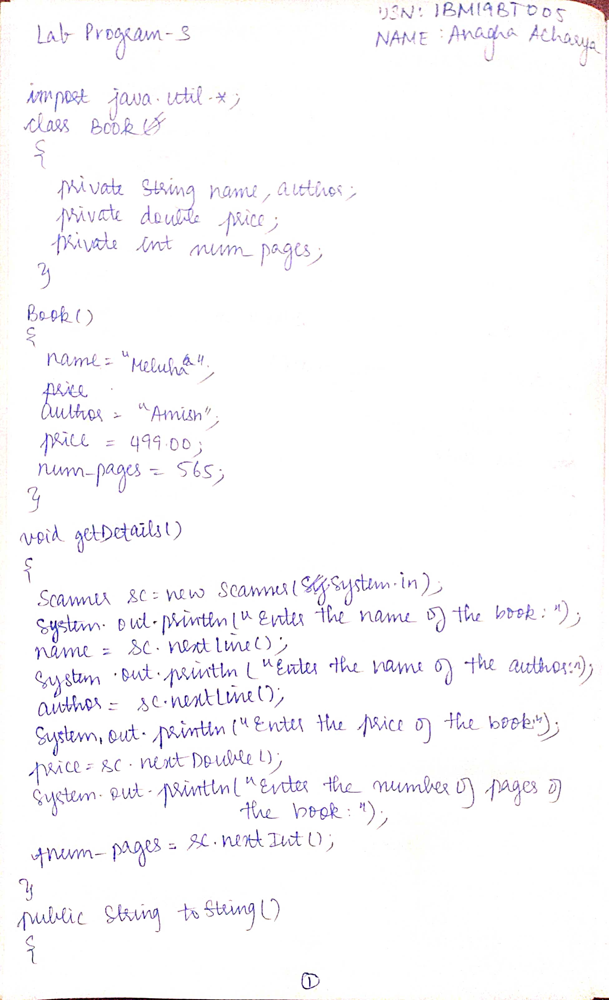 USN: 1BM19BT005
Lab Program-3
NAME: Anagha Acharya
import java.util.*;
class Book
{
private String name, author;
private double price;
private int num_pages;
}
Book()
{
name = "Meluha";
price
author = "Amish";
price = 499.00;
num_pages = 565;
}
void getDetails()
{
Scanner sc = new Scanner(System.in);
System.out.println("Enter the name of the book:");
name = sc.nextLine();
System.out.println("Enter the name of the author:");
author = sc.nextLine();
System.out.println("Enter the price of the book:");
price = sc.nextDouble();
System.out.println("Enter the number of pages of
the book:");
num_pages = sc.nextInt();
}
public String toString()
{
1